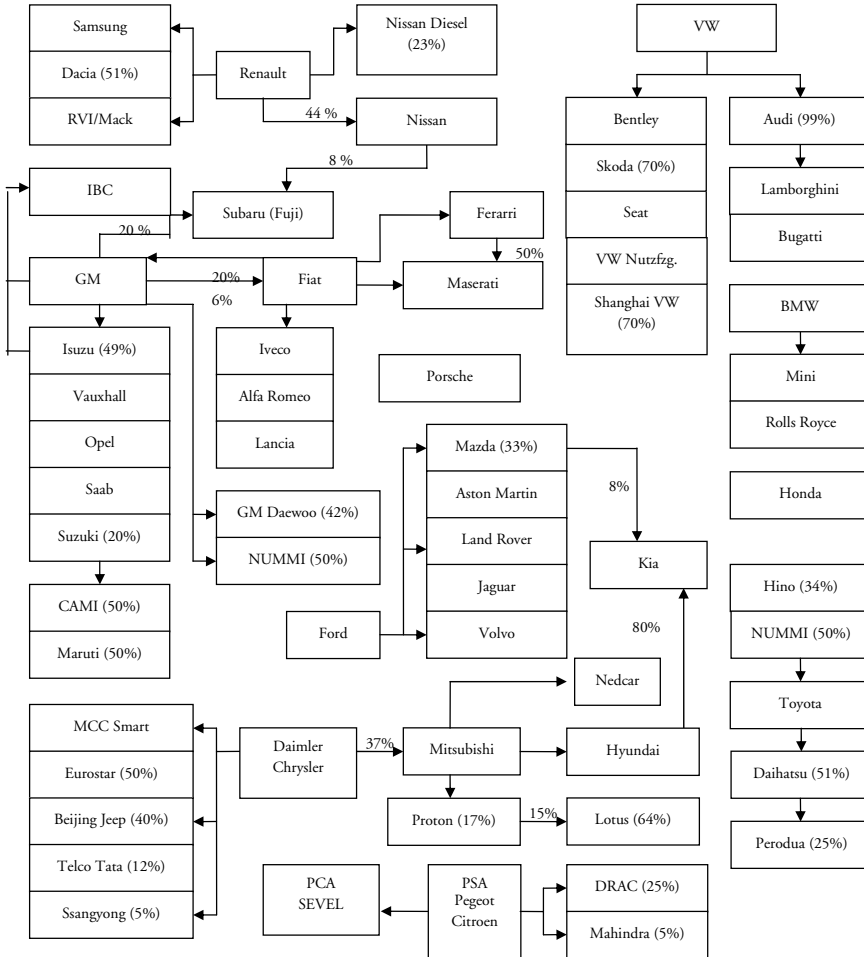 Samsung
Dacia (51%)
RVI/Mack
Renault
Nissan Diesel
(23%)
44 %
Nissan
8 %
IBC
Subaru (Fuji)
20 %
GM
20%
6%
Fiat
Ferarri
50%
Maserati
Isuzu (49%)
Vauxhall
Opel
Saab
Suzuki (20%)
CAMI (50%)
Maruti (50%)
Iveco
Alfa Romeo
Lancia
GM Daewoo (42%)
NUMMI (50%)
Porsche
VW
Bentley
Skoda (70%)
Seat
VW Nutzfzg.
Shanghai VW
(70%)
Audi (99%)
Lamborghini
Bugatti
BMW
Mini
Rolls Royce
Honda
Ford
Mazda (33%)
Aston Martin
Land Rover
Jaguar
Volvo
8%
Kia
80%
Hino (34%)
NUMMI (50%)
Toyota
Daihatsu (51%)
Perodua (25%)
MCC Smart
Eurostar (50%)
Beijing Jeep (40%)
Telco Tata (12%)
Ssangyong (5%)
Daimler
Chrysler
37%
Mitsubishi
Nedcar
Hyundai
Proton (17%)
15%
Lotus (64%)
PCA
SEVEL
PSA
Pegeot
Citroen
DRAC (25%)
Mahindra (5%)